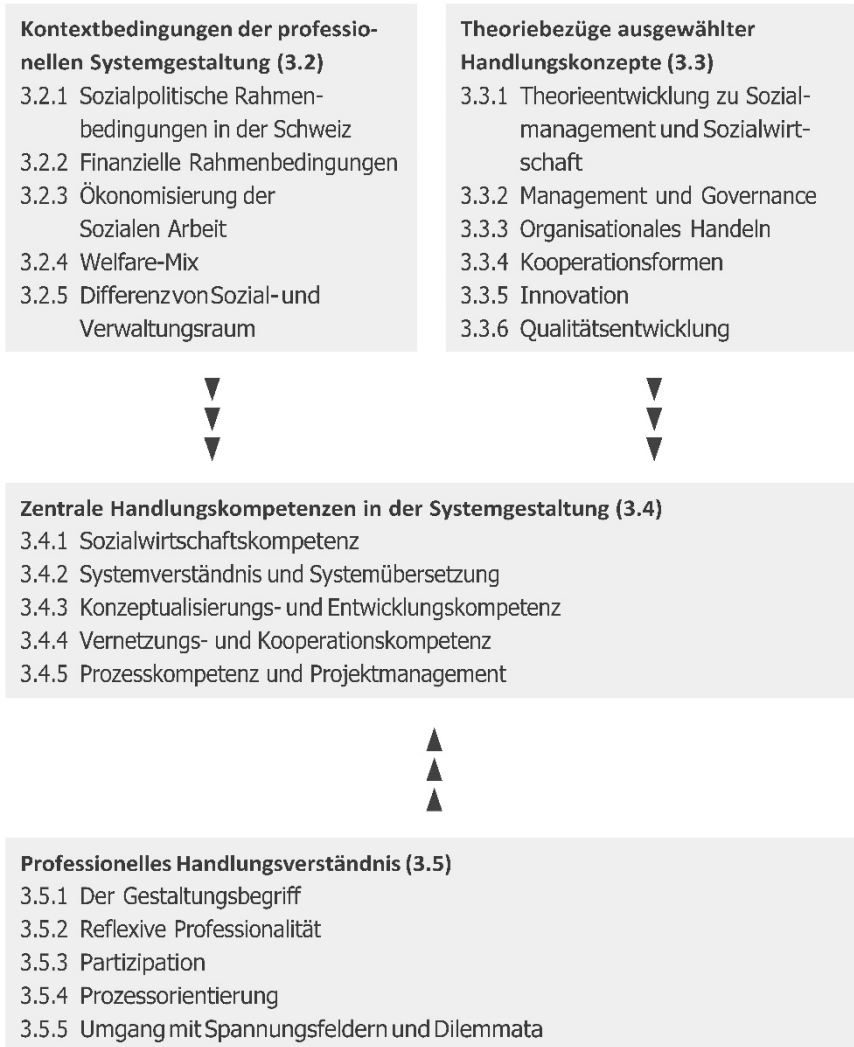 Kontextbedingungen der professio-
nellen Systemgestaltung (3.2)
3.2.1 Sozialpolitische Rahmen-
bedingungen in der Schweiz
3.2.2 Finanzielle Rahmenbedingungen
3.2.3 Ökonomisierung der
Sozialen Arbeit
3.2.4 Welfare-Mix
3.2.5 Differenz von Sozial- und
Verwaltungsraum
Theoriebezüge ausgewählter
Handlungskonzepte (3.3)
3.3.1 Theorieentwicklung zu Sozial-
management und Sozialwirt-
schaft
3.3.2 Management und Governance
3.3.3 Organisationales Handeln
3.3.4 Kooperationsformen
3.3.5 Innovation
3.3.6 Qualitätsentwicklung
Zentrale Handlungskompetenzen in der Systemgestaltung (3.4)
3.4.1 Sozialwirtschaftskompetenz
3.4.2 Systemverständnis und Systemübersetzung
3.4.3 Konzeptualisierungs- und Entwicklungskompetenz
3.4.4 Vernetzungs- und Kooperationskompetenz
3.4.5 Prozesskompetenz und Projektmanagement
Professionelles Handlungsverständnis (3.5)
3.5.1 Der Gestaltungsbegriff
3.5.2 Reflexive Professionalität
3.5.3 Partizipation
3.5.4 Prozessorientierung
3.5.5 Umgang mit Spannungsfeldern und Dilemmata